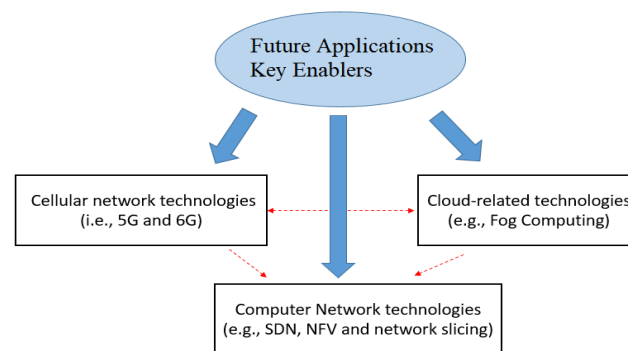 Future Applications
Key Enablers
Cellular network technologies
(i.e., 5G and 6G)
Cloud-related technologies
(e.g., Fog Computing)
Computer Network technologies
(e.g., SDN, NFV and network slicing)